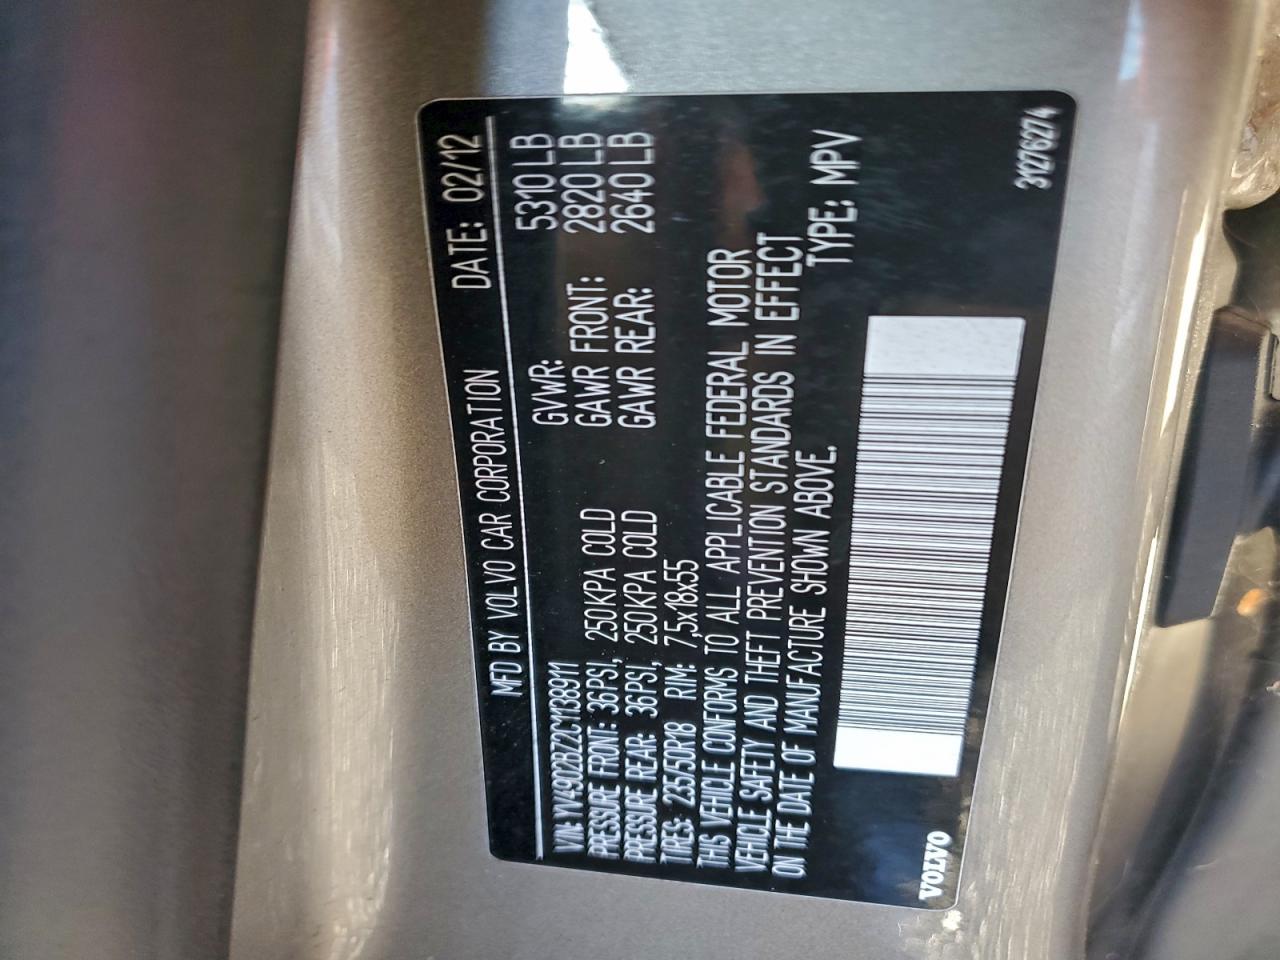 MFD BY VOLVO CAR CORPORATION DATE: 02/12
VIN: YV4902BZ2C1138911 GVWR: 5310 LB
PRESSURE FRONT: 36PSI, 250KPA COLD GAWR FRONT: 2820 LB
PRESSURE REAR: 36PSI, 250KPA COLD GAWR REAR: 2640 LB
TIRES: 235/50R18 RIM: 7,5x18x55
THIS VEHICLE CONFORMS TO ALL APPLICABLE FEDERAL MOTOR
VEHICLE SAFETY AND THEFT PREVENTION STANDARDS IN EFFECT
ON THE DATE OF MANUFACTURE SHOWN ABOVE.
TYPE: MPV
VOLVO 31276274